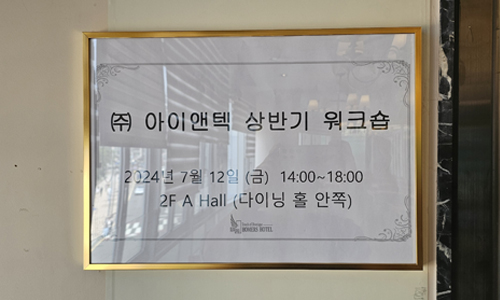 ㈜ 아이앤텍 상반기 워크숍
2024년 7월 12일 (금) 14:00~18:00
2F A Hall (다이닝 홀 안쪽)
HOTEL